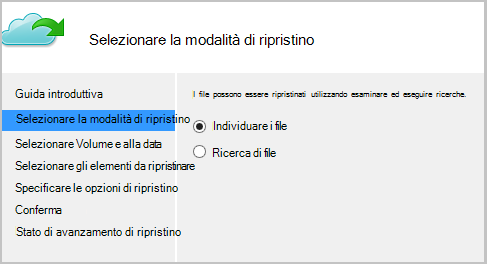 Selezionare la modalità di ripristino
Guida introduttiva
Selezionare la modalità di ripristino
Selezionare Volume e alla data
Selezionare gli elementi da ripristinare
Specificare le opzioni di ripristino
Conferma
Stato di avanzamento di ripristino
I file possono essere ripristinati utilizzando esaminare ed eseguire ricerche.
Individuare i file
Ricerca di file